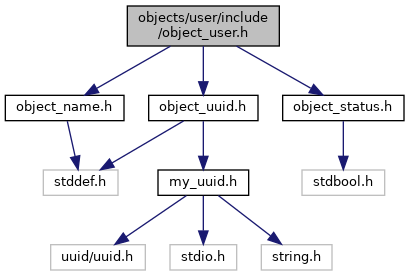 objects/user/include
/object_user.h
object_name.h
object_uuid.h
object_status.h
stddef.h
my_uuid.h
stdbool.h
uuid/uuid.h
stdio.h
string.h